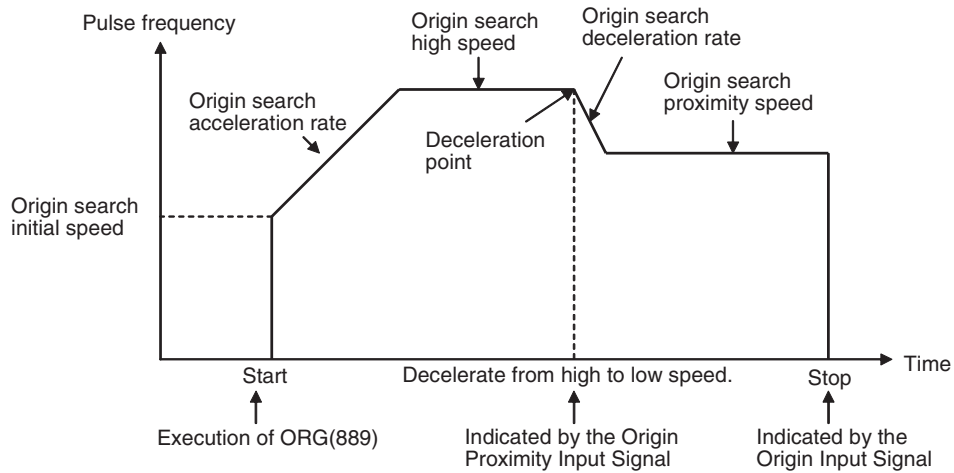 Pulse frequency
Origin search
high speed
Origin search
deceleration rate
Origin search
acceleration rate
Origin search
proximity speed
Deceleration
point
Origin search
initial speed
Time
Start
Decelerate from high to low speed.
Stop
Execution of ORG(889)
Indicated by the Origin
Proximity Input Signal
Indicated by the
Origin Input Signal